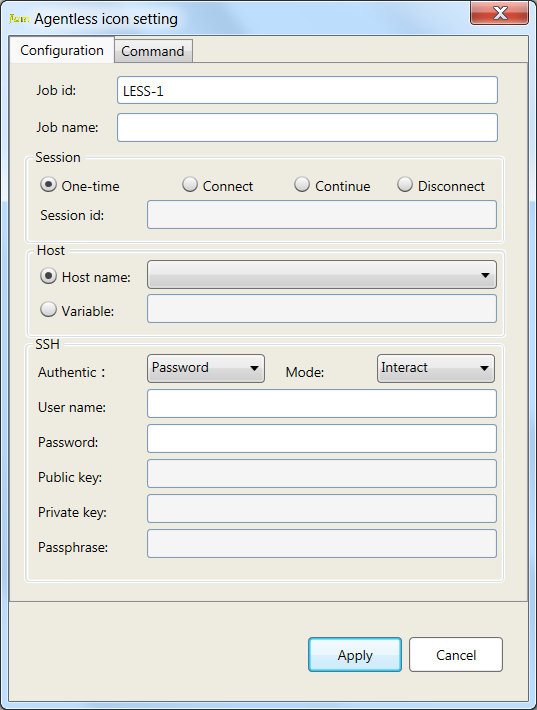 Agentless icon setting
Configuration Command
Job id: LESS-1
Job name:
Session
One-time Connect Continue Disconnect
Session id:
Host
Host name:
Variable:
SSH
Authentic : Password Mode: Interact
User name:
Password:
Public key:
Private key:
Passphrase:
Apply Cancel